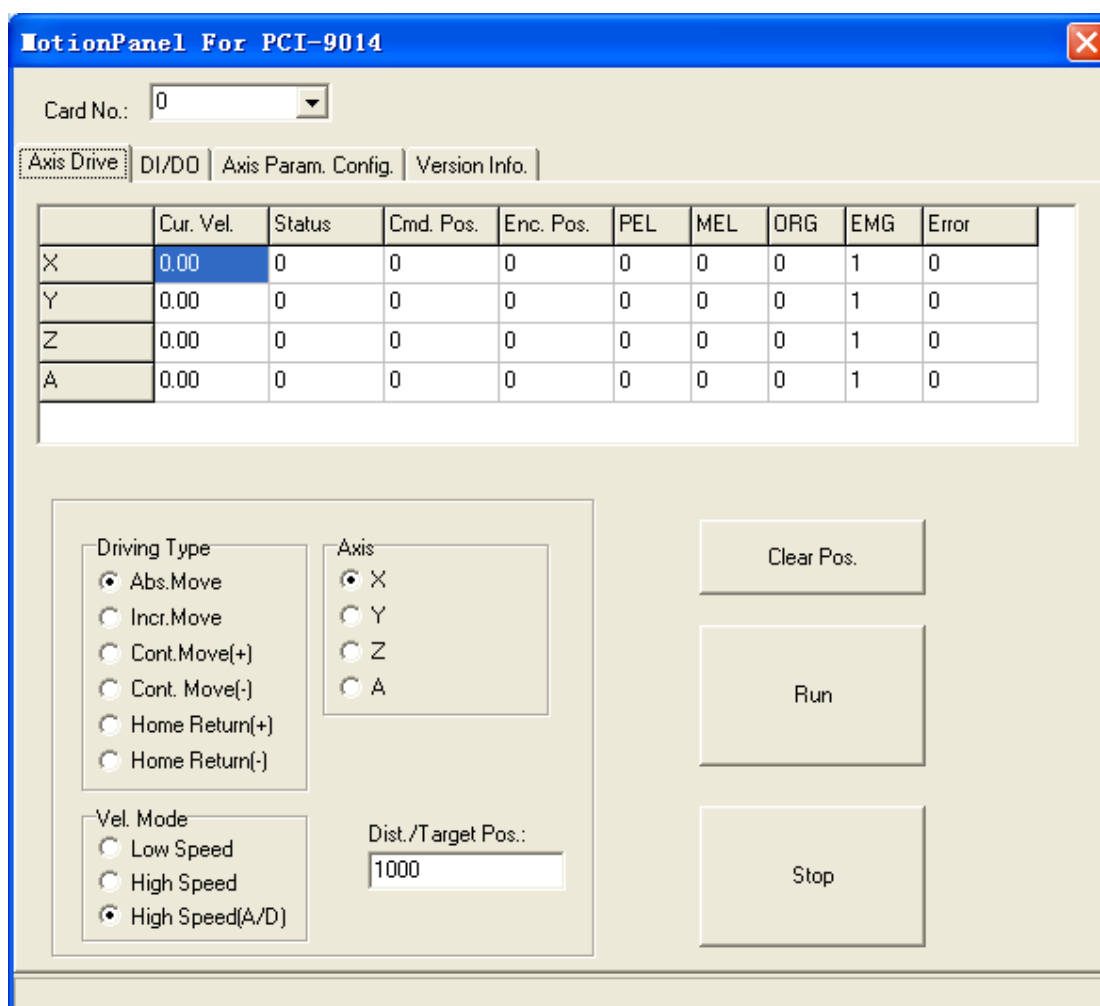 MotionPanel For PCI-9014
Card No.: 0
Axis Drive DI/DO Axis Param. Config. Version Info.
Cur. Vel. Status Cmd. Pos. Enc. Pos. PEL MEL ORG EMG Error
X 0.00 0 0 0 0 0 0 1 0
Y 0.00 0 0 0 0 0 0 1 0
Z 0.00 0 0 0 0 0 0 1 0
A 0.00 0 0 0 0 0 0 1 0
Driving Type
Abs.Move
Incr.Move
Cont.Move(+)
Cont. Move(-)
Home Return(+)
Home Return(-)
Axis
X
Y
Z
A
Vel. Mode
Low Speed
High Speed
High Speed(A/D)
Dist./Target Pos.:
1000
Clear Pos.
Run
Stop